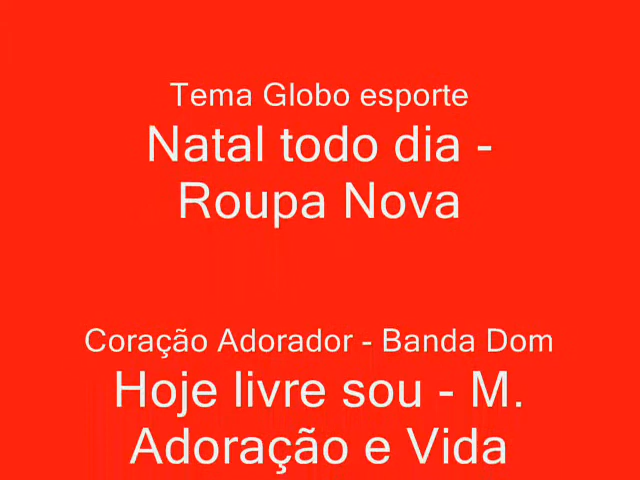 Tema Globo esporte
Natal todo dia -
Roupa Nova
Coração Adorador - Banda Dom
Hoje livre sou - M.
Adoração e Vida